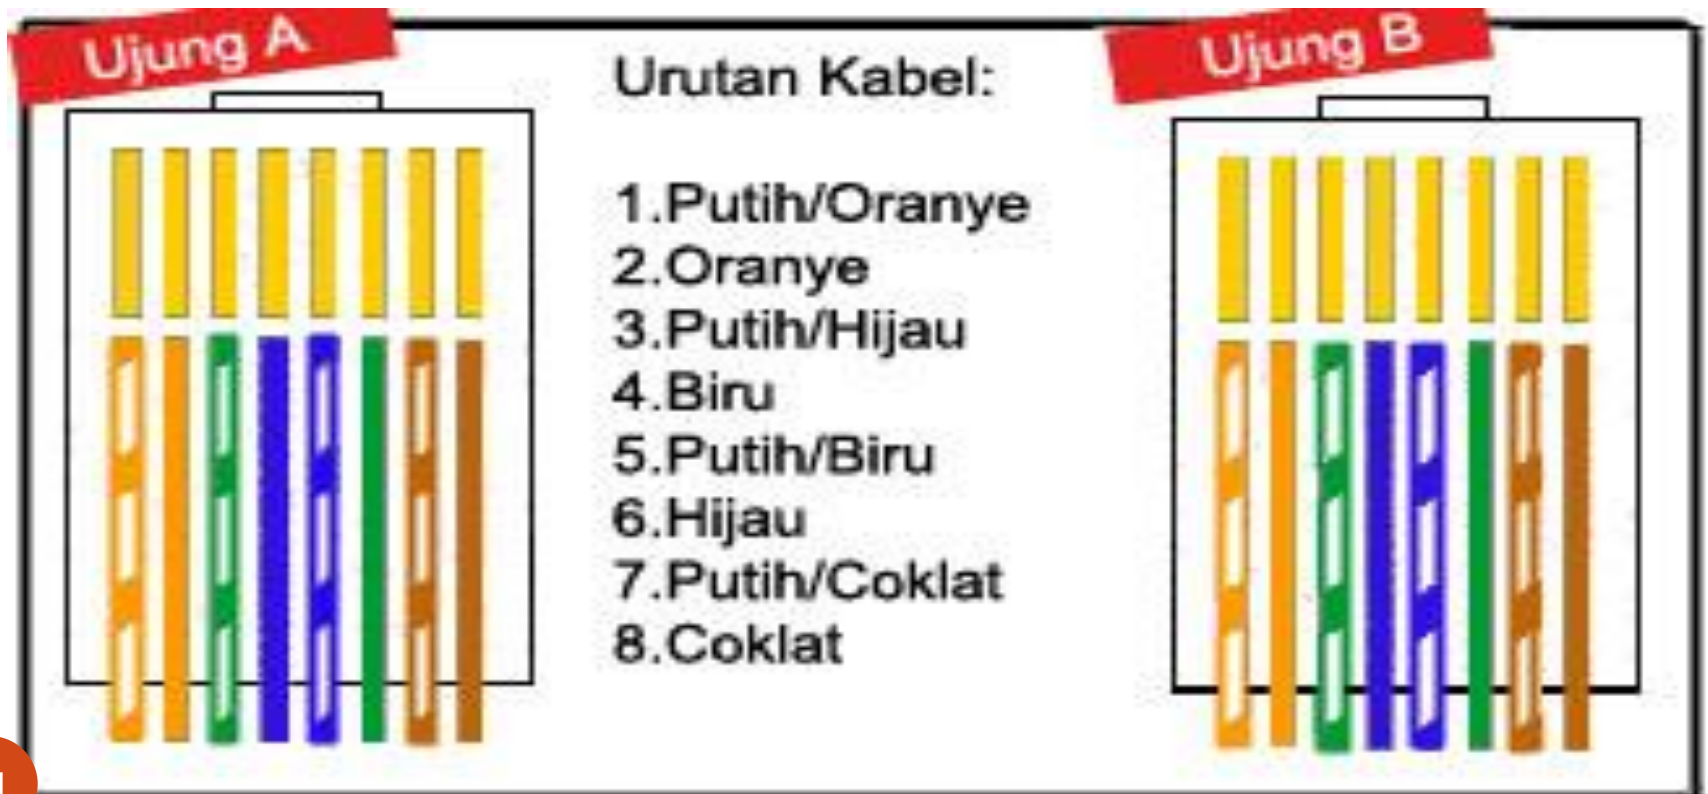 Ujung A
Urutan Kabel:
1.Putih/Oranye
2.Oranye
3.Putih/Hijau
4.Biru
5.Putih/Biru
6.Hijau
7.Putih/Coklat
8.Coklat
Ujung B